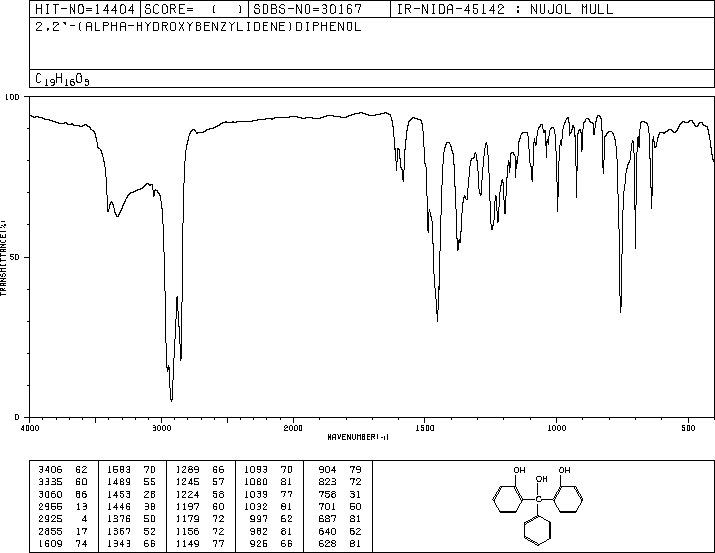 HIT-NO=14404 SCORE= ( ) SDBS-NO=30167 IR-NIDA-45142 : NUJOL MULL
2,2'-(ALPHA-HYDROXYBENZYLIDENE)DIPHENOL
C19H16O3
100
50
0
TRANSMITTANCE(%)
4000 3000 2000 1500 1000 500
WAVENUMBER(-1)
3406 62 1583 70 1289 66 1093 70 904 79
3335 60 1489 55 1245 57 1080 81 823 72
3060 66 1453 28 1224 58 1039 77 758 31
2955 13 1446 38 1197 60 1032 81 701 50
2925 4 1376 50 1179 72 997 62 687 81
2855 17 1367 52 1156 72 982 81 640 62
1609 74 1343 66 1149 77 926 66 628 81
OH OH OH
C